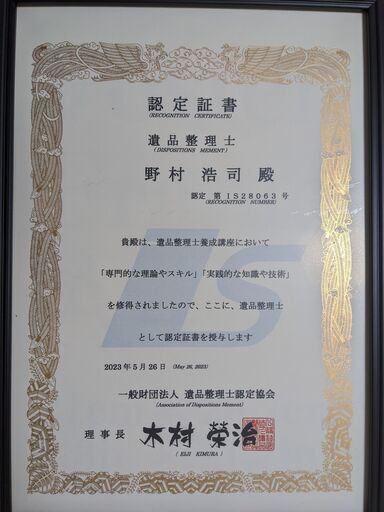 認定証書
(RECOGNITION CERTIFICATE)
遺品整理士
(DISPOSITIONS MEMENT)
野村 浩司 殿
認定 第 IS28063 号
(RECOGNITION NUMBER)
貴殿は、遺品整理士養成講座において
「専門的な理論やスキル」「実践的な知識や技術」
を修得されましたので、ここに、遺品整理士
として認定証書を授与します
2023年5月26日 (May 26, 2023)
一般財団法人 遺品整理士認定協会
(Association of Dispositions Mement)
理事長 木村 榮治
( EIJI KIMURA )
IS